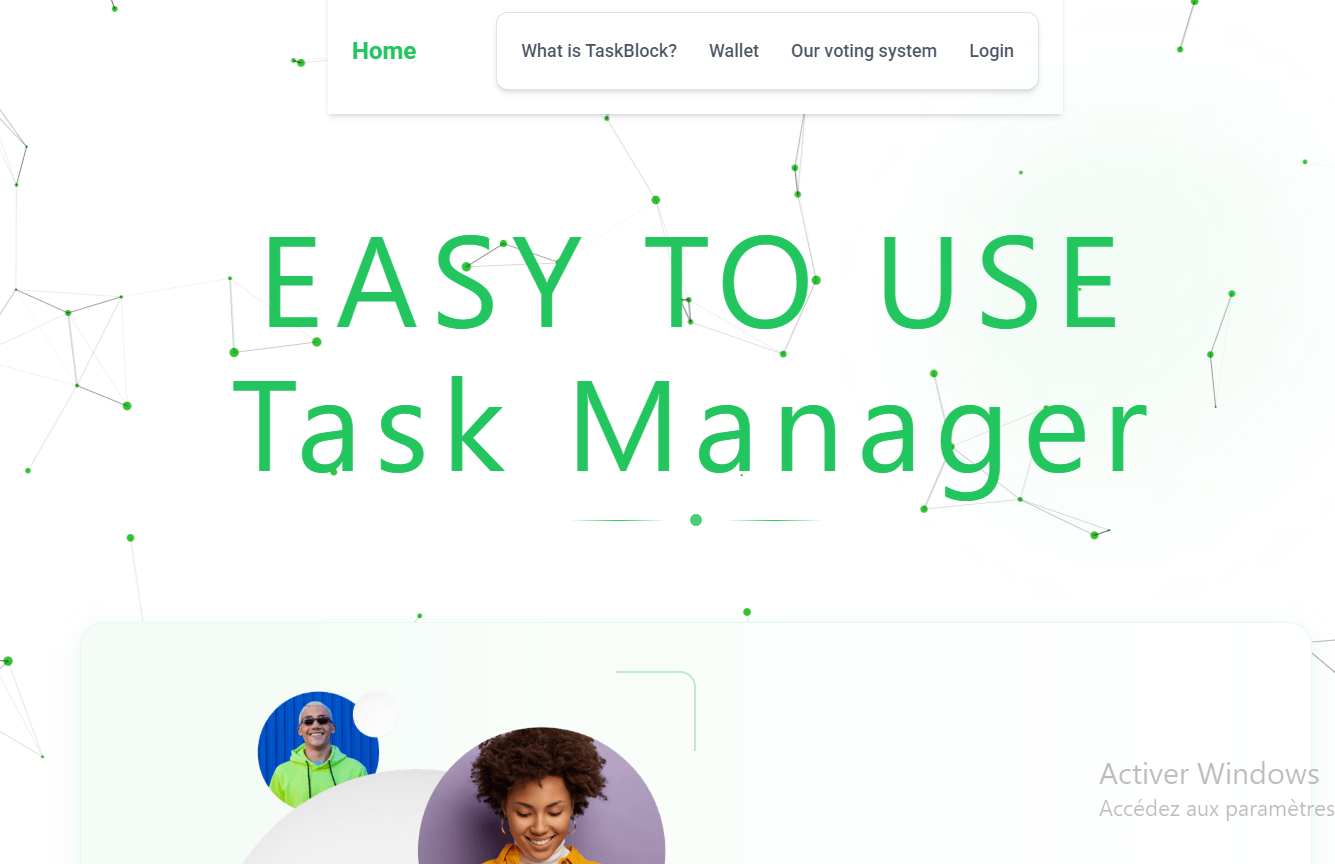 Home What is TaskBlock? Wallet Our voting system Login
EASY TO USE
Task Manager
Activer Windows
Accédez aux paramètres